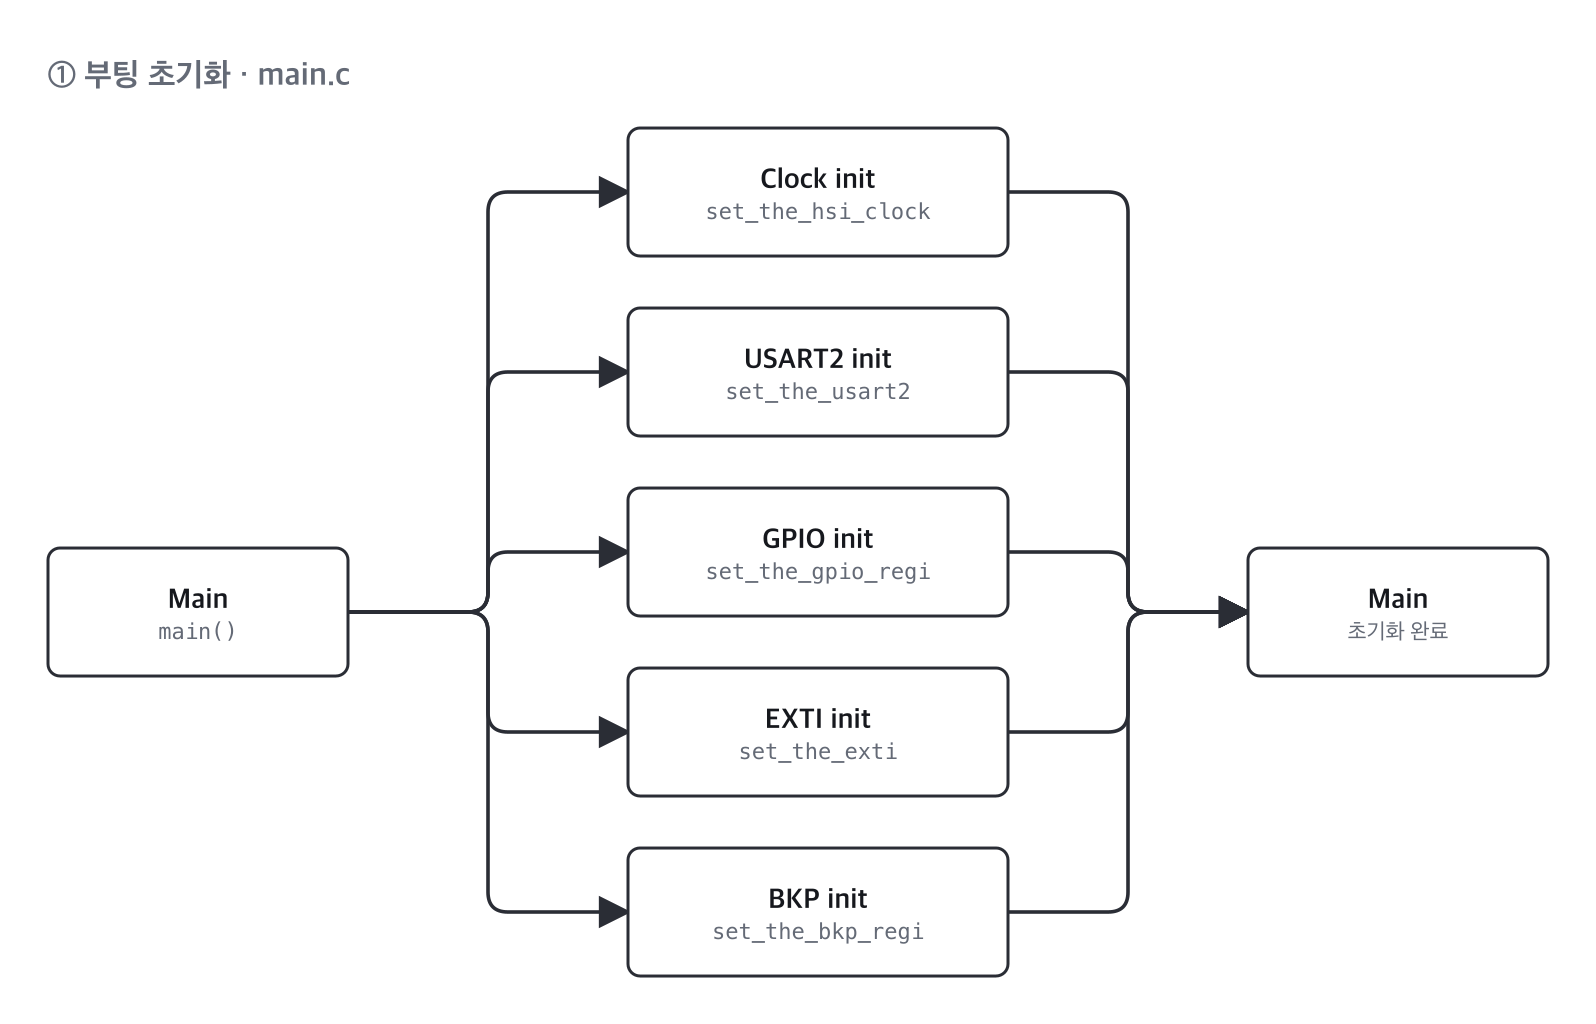 ① 부팅 초기화 · main.c
Clock init
set_the_hsi_clock
USART2 init
set_the_usart2
GPIO init
set_the_gpio_regi
Main
main()
Main
초기화 완료
EXTI init
set_the_exti
BKP init
set_the_bkp_regi